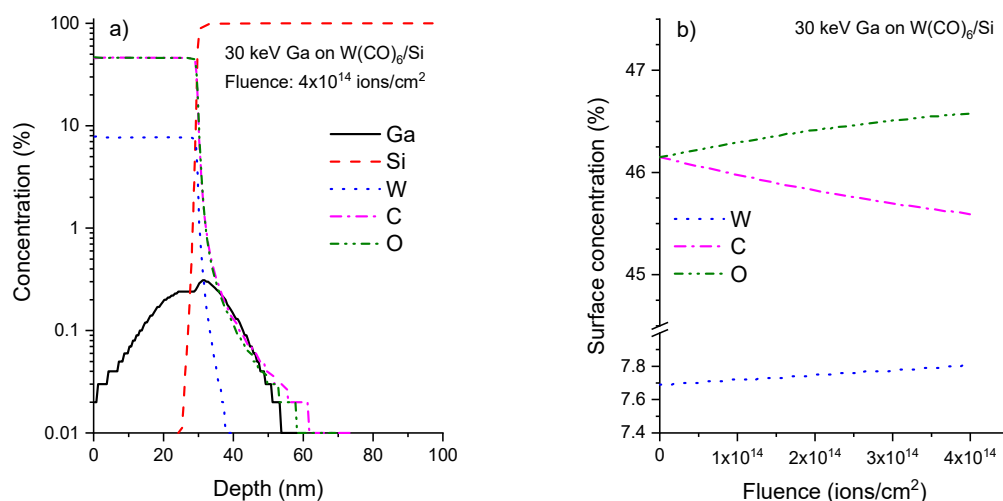 a)
30 keV Ga on W(CO)6/Si
Fluence: 4x10^14 ions/cm^2
Ga
Si
W
C
O
Concentration (%)
100
10
1
0.1
0.01
0 20 40 60 80 100
Depth (nm)
b)
30 keV Ga on W(CO)6/Si
W
C
O
Surface concentration (%)
47
46
45
7.8
7.6
7.4
0 1x10^14 2x10^14 3x10^14 4x10^14
Fluence (ions/cm^2)